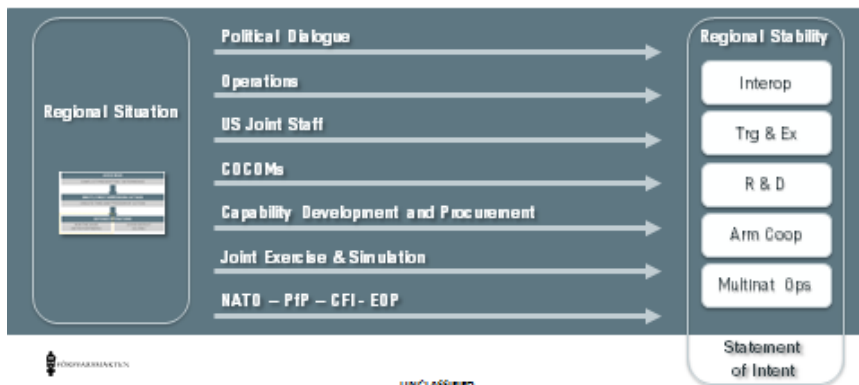 Political Dialogue
Operations
US Joint Staff
COCOMs
Capability Development and Procurement
Joint Exercise & Simulation
NATO – PfP – CFI - EOP
Regional Situation
Regional Stability
Interop
Trg & Ex
R & D
Arm Coop
Multinat Ops
Statement
of Intent
FÖRSVARSMAKTEN
UNCLASSIFIED